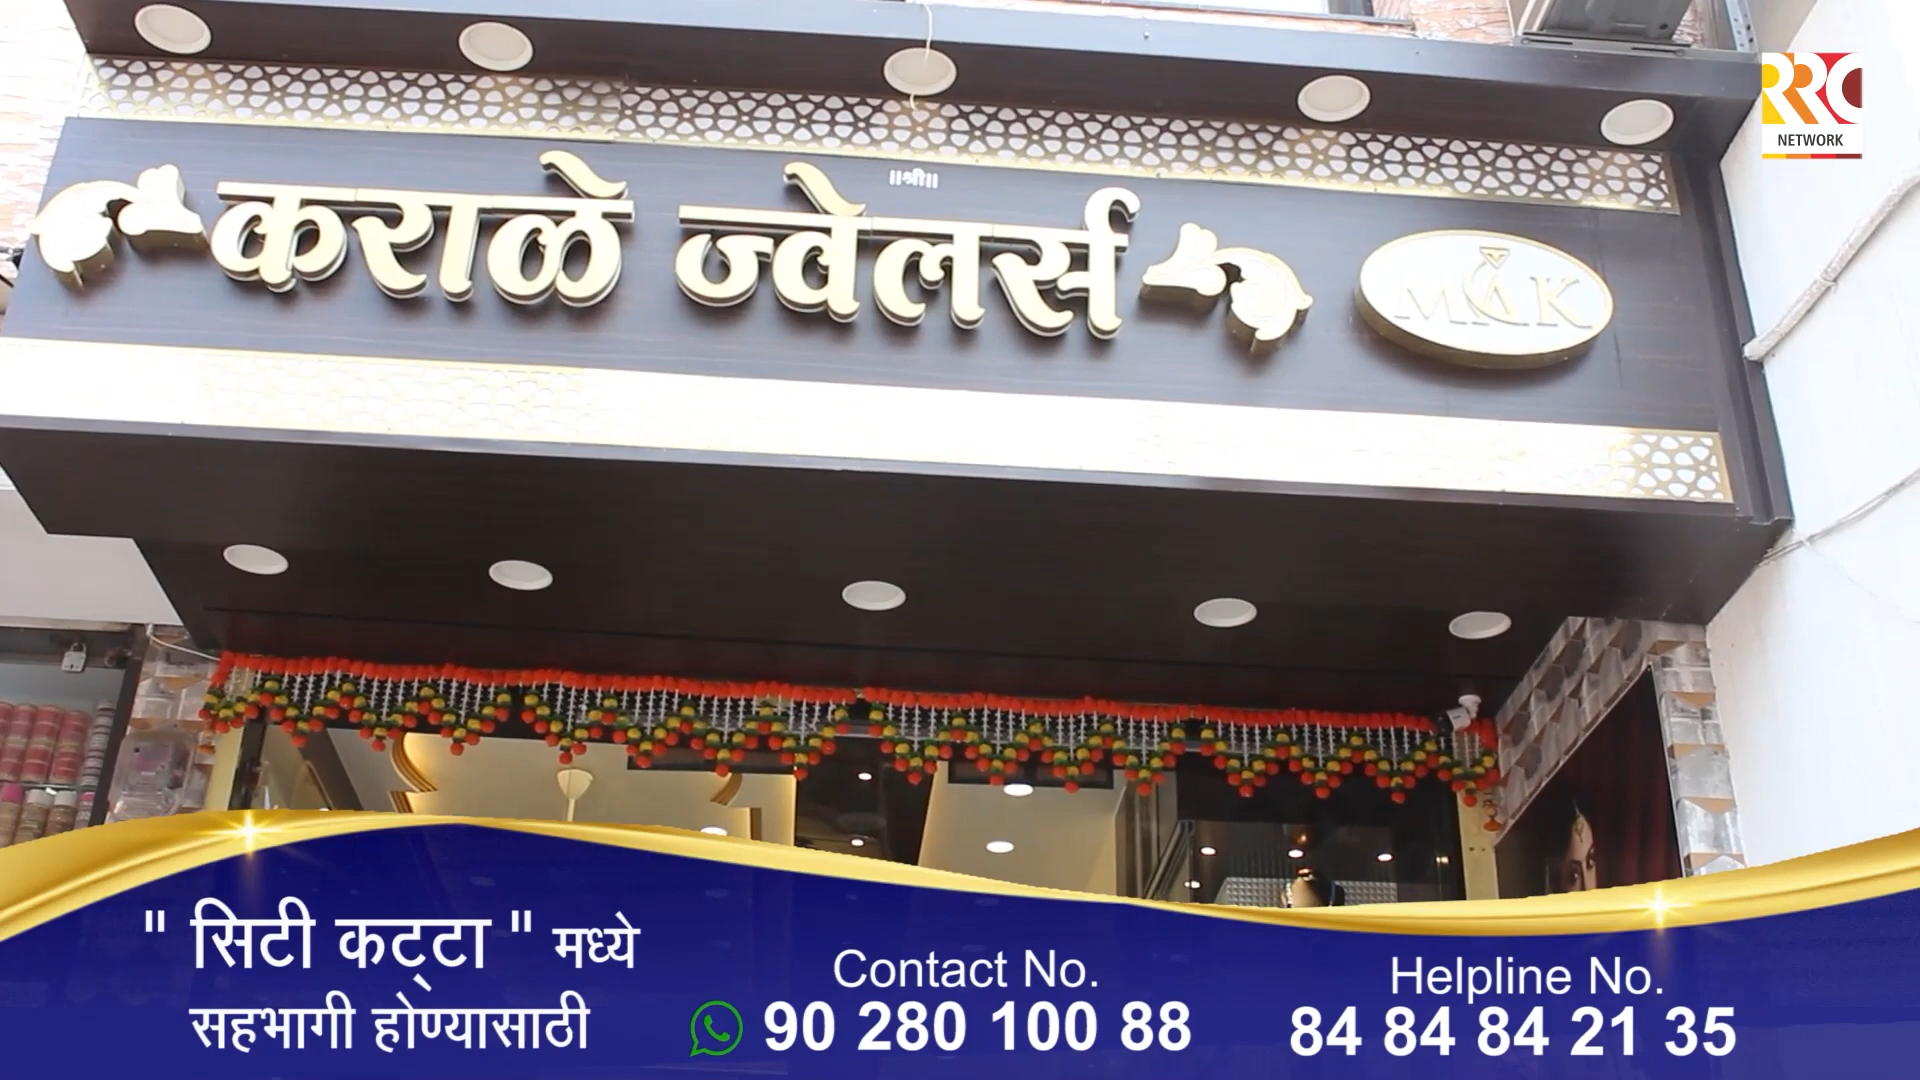 RRC
NETWORK
॥श्री॥
कराळे ज्वेलर्स
MAK
" सिटी कट्टा " मध्ये
सहभागी होण्यासाठी
Contact No.
90 280 100 88
Helpline No.
84 84 84 21 35